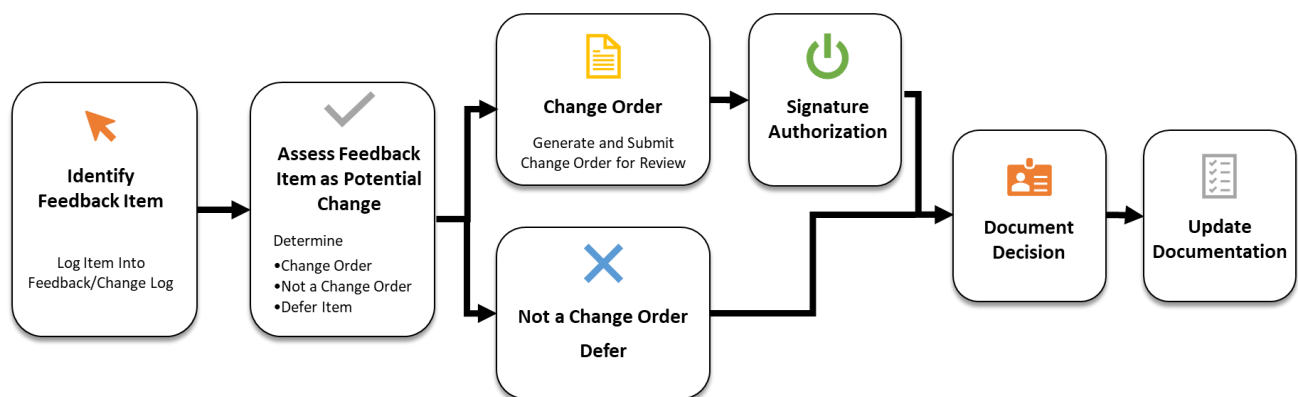 Identify
Feedback Item
Log Item Into
Feedback/Change Log
Assess Feedback
Item as Potential
Change
Determine
•Change Order
•Not a Change Order
•Defer Item
Change Order
Generate and Submit
Change Order for Review
Signature
Authorization
Not a Change Order
Defer
Document
Decision
Update
Documentation